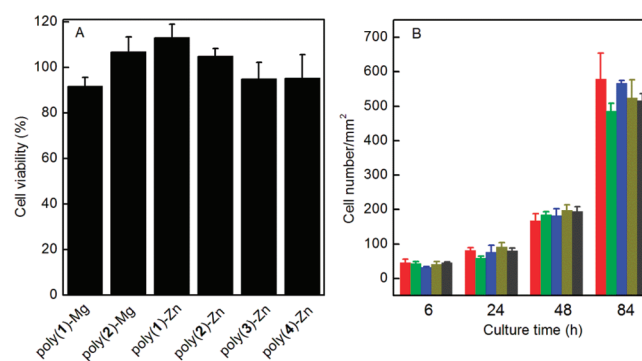 A
Cell viability (%)
120
100
80
60
40
20
0
poly(1)-Mg
poly(2)-Mg
poly(1)-Zn
poly(2)-Zn
poly(3)-Zn
poly(4)-Zn
B
Cell number/mm²
700
600
500
400
300
200
100
0
6 24 48 84
Culture time (h)